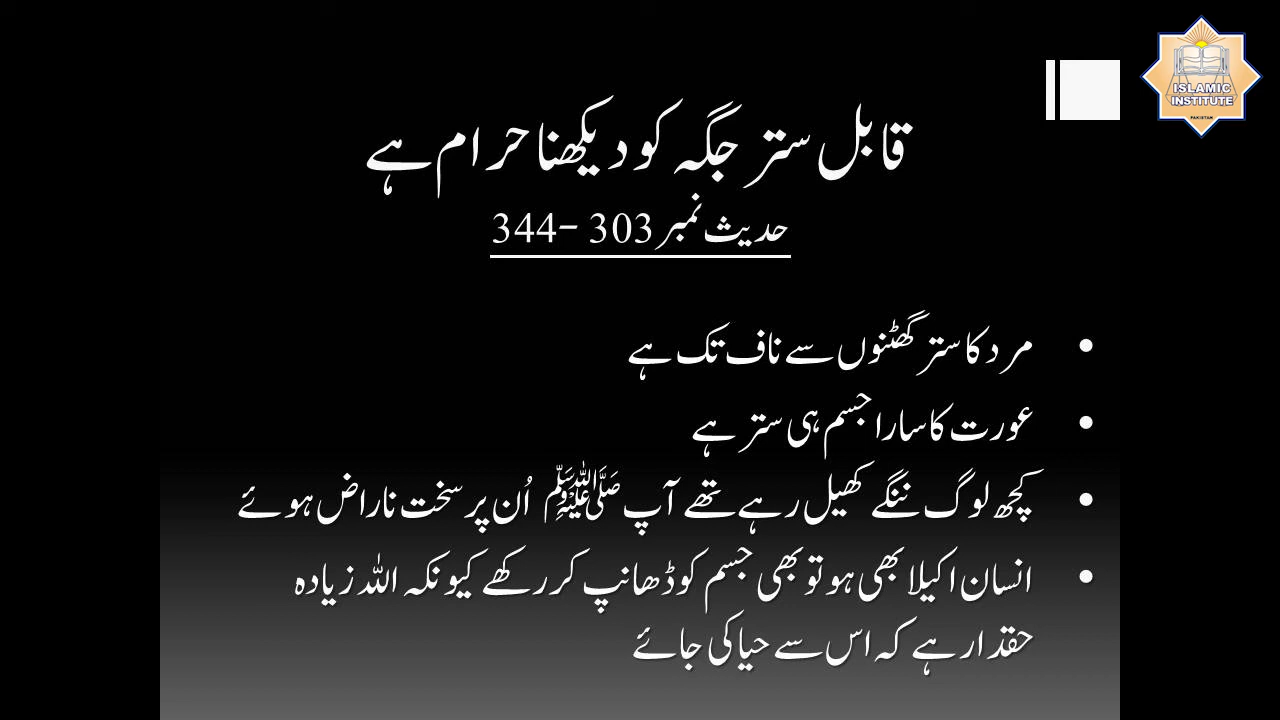 ISLAMIC
INSTITUTE
PAKISTAN
قابل ستر جگہ کو دیکھنا حرام ہے
حدیث نمبر 303 -344
• مرد کا ستر گھٹنوں سے ناف تک ہے
• عورت کا سارا جسم ہی ستر ہے
• کچھ لوگ ننگے کھیل رہے تھے آپ ﷺ اُن پر سخت ناراض ہوئے
• انسان اکیلا بھی ہو تو بھی جسم کو ڈھانپ کر رکھے کیونکہ اللہ زیادہ
حقدار ہے کہ اس سے حیا کی جائے